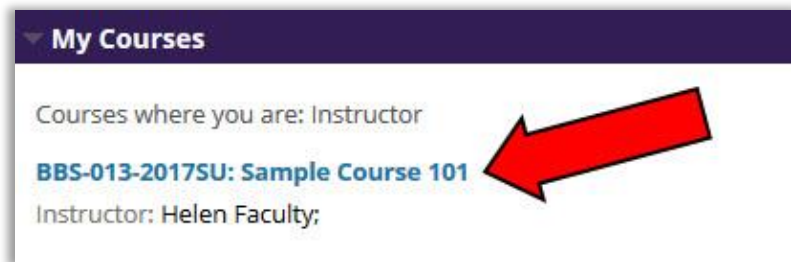 My Courses
Courses where you are: Instructor
BBS-013-2017SU: Sample Course 101
Instructor: Helen Faculty;